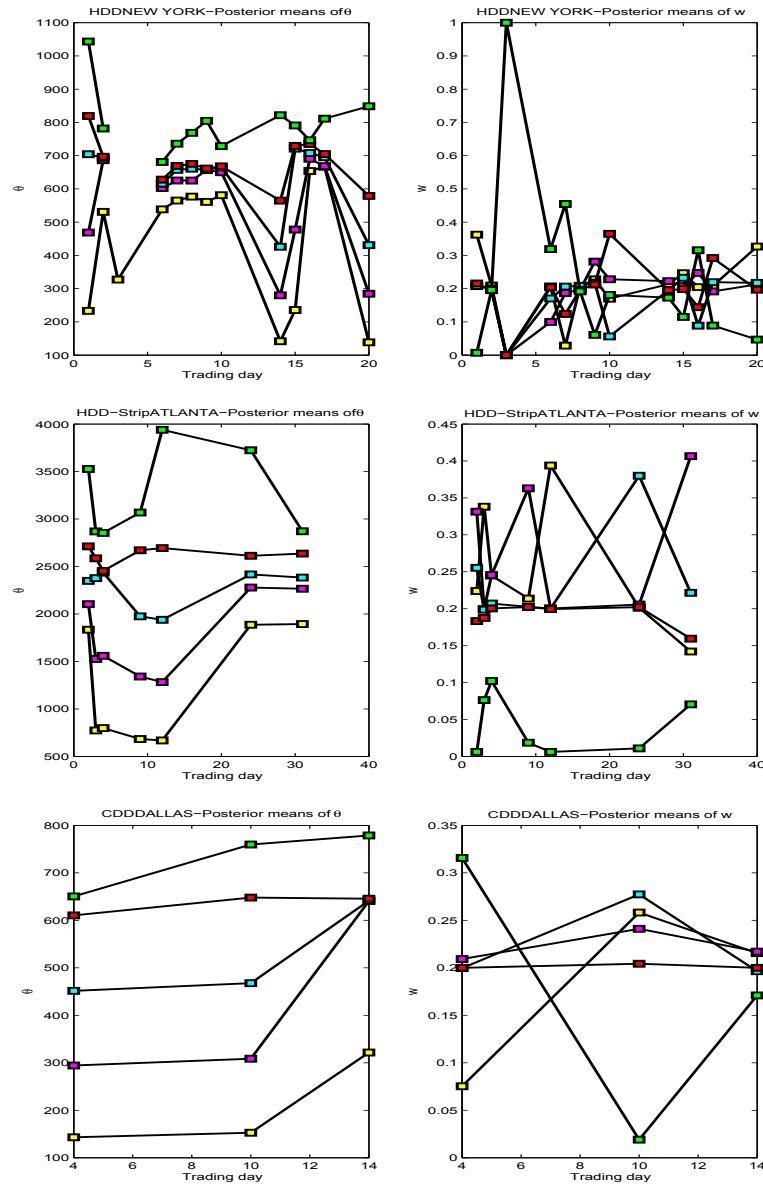 HDDNEW YORK−Posterior means of θ
1100
1000
900
800
700
600
500
400
300
200
100
θ
0 5 10 15 20
Trading day
HDDNEW YORK−Posterior means of w
1
0.9
0.8
0.7
0.6
0.5
0.4
0.3
0.2
0.1
0
w
0 5 10 15 20
Trading day
HDD−StripATLANTA−Posterior means ofθ
4000
3500
3000
2500
2000
1500
1000
500
θ
0 10 20 30 40
Trading day
HDD−StripATLANTA−Posterior means of w
0.45
0.4
0.35
0.3
0.25
0.2
0.15
0.1
0.05
0
w
0 10 20 30 40
Trading day
CDDDALLAS−Posterior means of θ
800
700
600
500
400
300
200
100
θ
4 6 8 10 12 14
Trading day
CDDDALLAS−Posterior means of w
0.35
0.3
0.25
0.2
0.15
0.1
0.05
0
w
4 6 8 10 12 14
Trading day